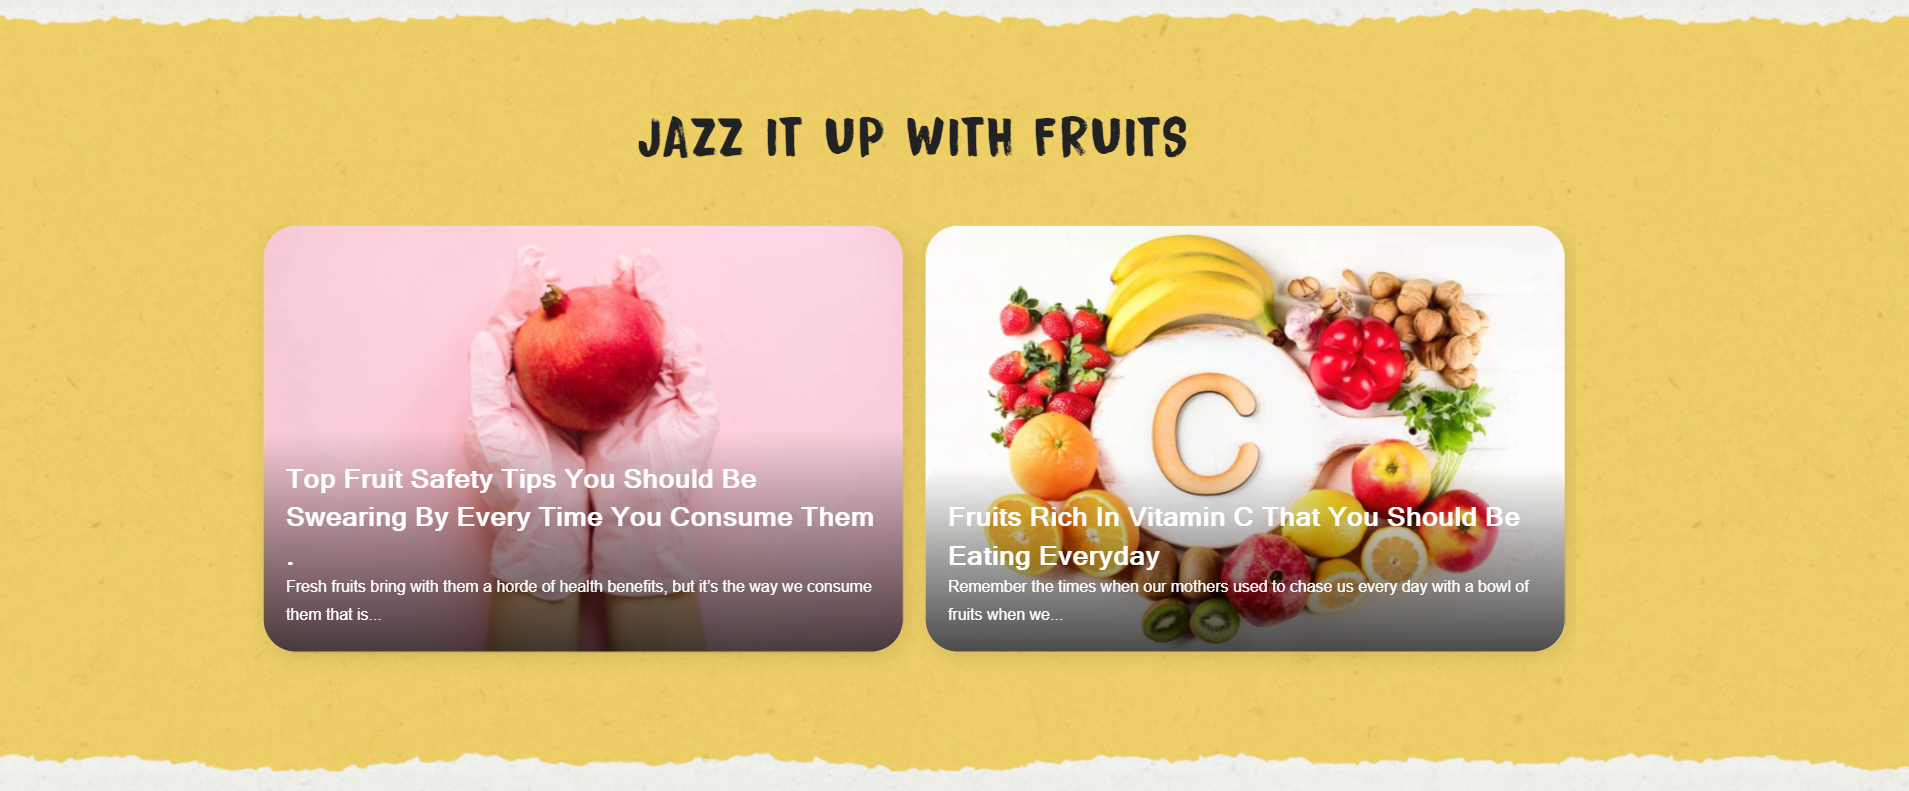 JAZZ IT UP WITH FRUITS
Top Fruit Safety Tips You Should Be
Swearing By Every Time You Consume Them
.
Fresh fruits bring with them a horde of health benefits, but it's the way we consume
them that is...
C
Fruits Rich In Vitamin C That You Should Be
Eating Everyday
Remember the times when our mothers used to chase us every day with a bowl of
fruits when we...